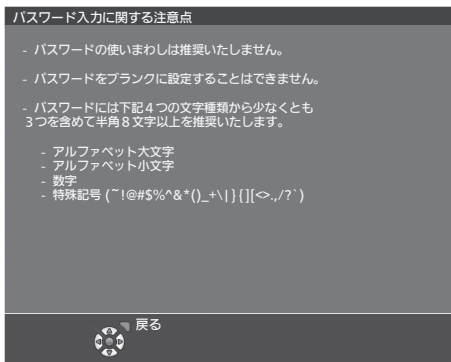 パスワード入力に関する注意点
- パスワードの使いまわしは推奨いたしません。
- パスワードをブランクに設定することはできません。
- パスワードには下記４つの文字種類から少なくとも
３つを含めて半角８文字以上を推奨いたします。
- アルファベット大文字
- アルファベット小文字
- 数字
- 特殊記号 (~!@#$%^&*()_+\|}{][<>.,/?`)
戻る